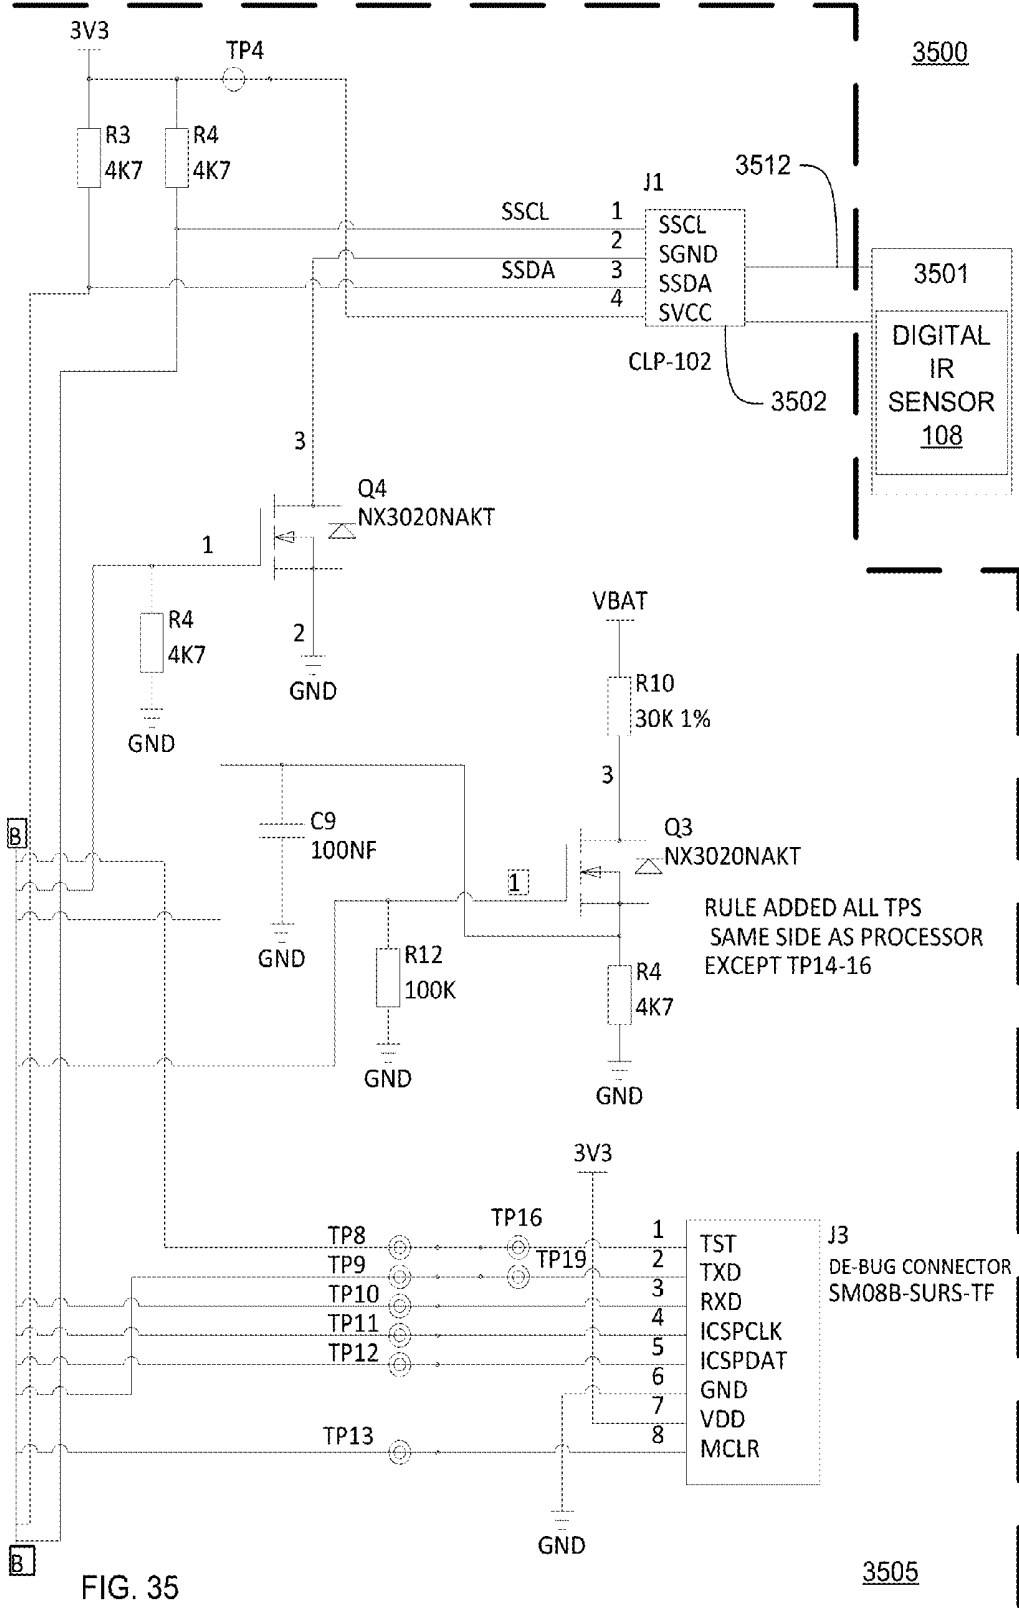 3500
3V3
TP4
R3
4K7
R4
4K7
3512
J1
SSCL
1
SSCL
2
SGND
SSDA
3
SSDA
4
SVCC
CLP-102
3502
3501
DIGITAL
IR
SENSOR
108
3
Q4
NX3020NAKT
1
R4
4K7
2
GND
GND
VBAT
R10
30K 1%
3
C9
100NF
GND
B
Q3
NX3020NAKT
1
RULE ADDED ALL TPS
SAME SIDE AS PROCESSOR
EXCEPT TP14-16
R12
100K
GND
R4
4K7
GND
3V3
TP8
TP16
1
TST
TP9
TP19
2
TXD
TP10
3
RXD
TP11
4
ICSPCLK
TP12
5
ICSPDAT
6
GND
7
VDD
TP13
8
MCLR
J3
DE-BUG CONNECTOR
SM08B-SURS-TF
GND
B
FIG. 35
3505